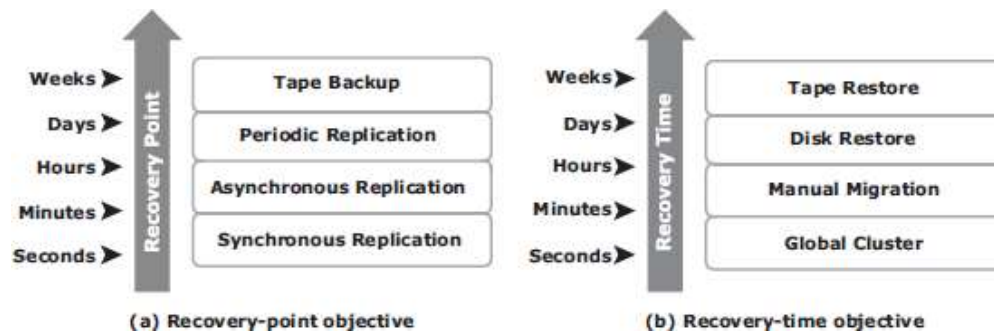 Weeks
Days
Hours
Minutes
Seconds
Recovery Point
Tape Backup
Periodic Replication
Asynchronous Replication
Synchronous Replication
(a) Recovery-point objective
Weeks
Days
Hours
Minutes
Seconds
Recovery Time
Tape Restore
Disk Restore
Manual Migration
Global Cluster
(b) Recovery-time objective